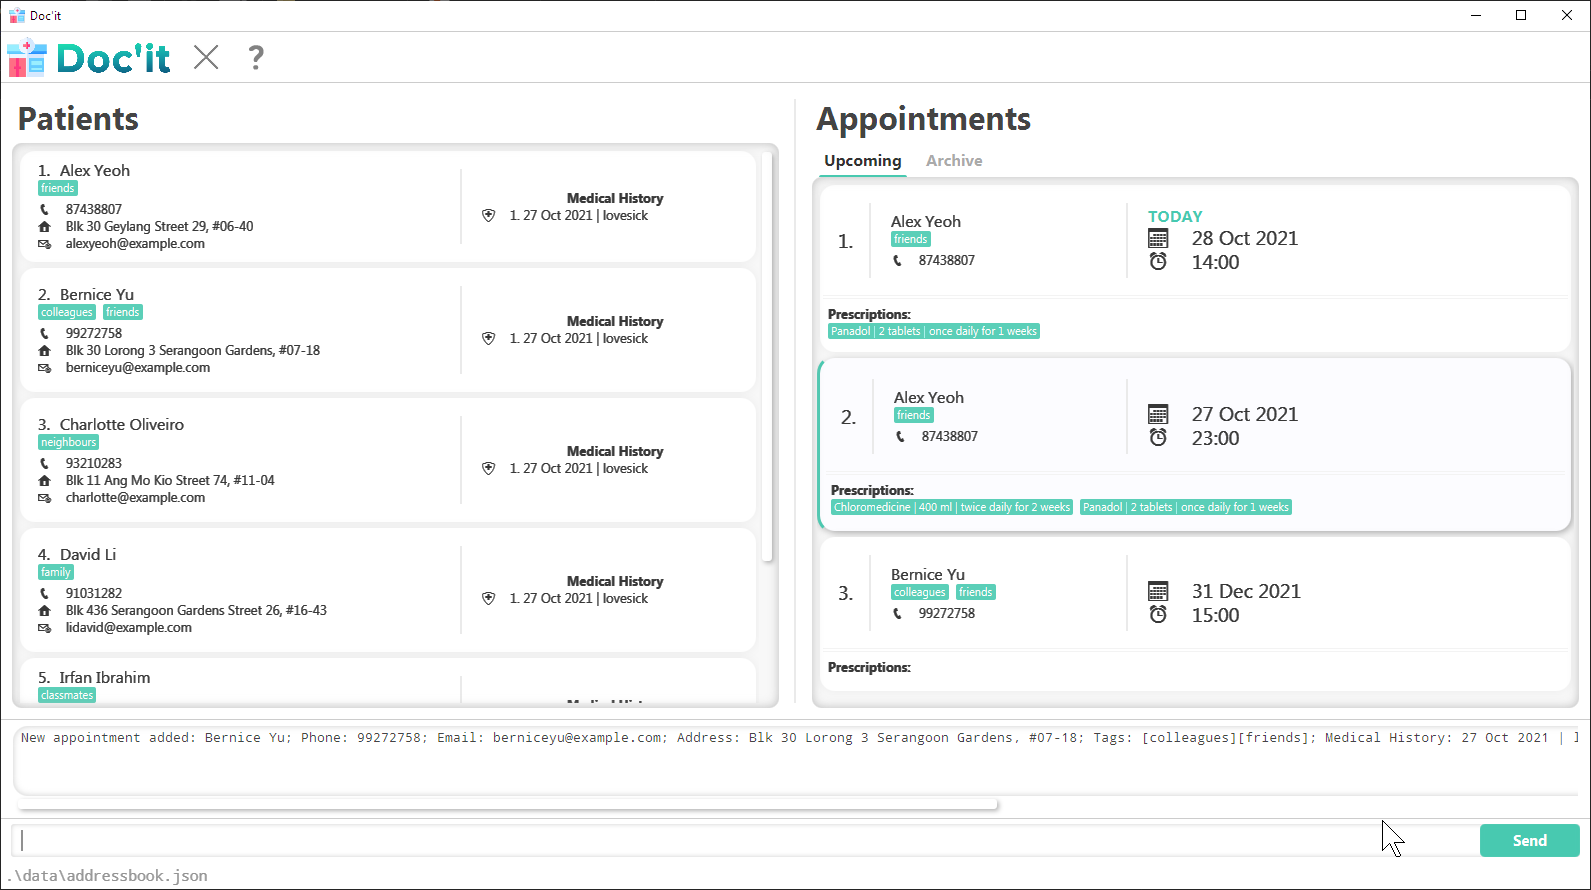 Doc'it
Doc'it
?
Patients
1. Alex Yeoh
friends
87438807
Blk 30 Geylang Street 29, #06-40
alexyeoh@example.com
Medical History
1. 27 Oct 2021 | lovesick
2. Bernice Yu
colleagues friends
99272758
Blk 30 Lorong 3 Serangoon Gardens, #07-18
berniceyu@example.com
Medical History
1. 27 Oct 2021 | lovesick
3. Charlotte Oliveiro
neighbours
93210283
Blk 11 Ang Mo Kio Street 74, #11-04
charlotte@example.com
Medical History
1. 27 Oct 2021 | lovesick
4. David Li
family
91031282
Blk 436 Serangoon Gardens Street 26, #16-43
lidavid@example.com
Medical History
1. 27 Oct 2021 | lovesick
5. Irfan Ibrahim
classmates
Appointments
Upcoming Archive
1.
Alex Yeoh
friends
87438807
TODAY
28 Oct 2021
14:00
Prescriptions:
Panadol | 2 tablets | once daily for 1 weeks
2.
Alex Yeoh
friends
87438807
27 Oct 2021
23:00
Prescriptions:
Chloromedicine | 400 ml | twice daily for 2 weeks Panadol | 2 tablets | once daily for 1 weeks
3.
Bernice Yu
colleagues friends
99272758
31 Dec 2021
15:00
Prescriptions:
New appointment added: Bernice Yu; Phone: 99272758; Email: berniceyu@example.com; Address: Blk 30 Lorong 3 Serangoon Gardens, #07-18; Tags: [colleagues][friends]; Medical History: 27 Oct 2021 |
Send
.\data\addressbook.json